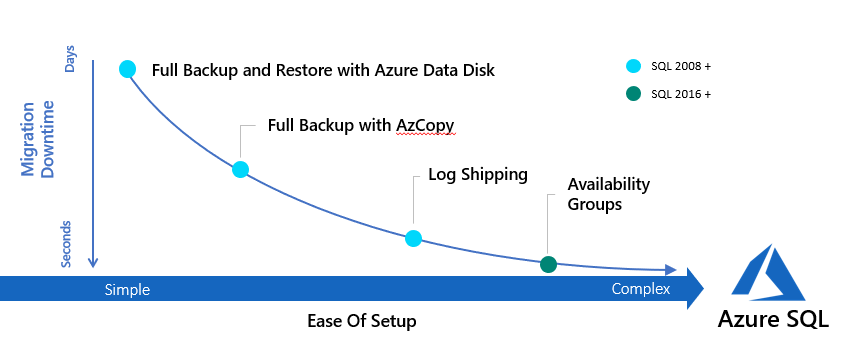 Days
Full Backup and Restore with Azure Data Disk
SQL 2008 +
SQL 2016 +
Migration
Downtime
Full Backup with AzCopy
Log Shipping
Availability
Groups
Seconds
Simple
Complex
Ease Of Setup
Azure SQL